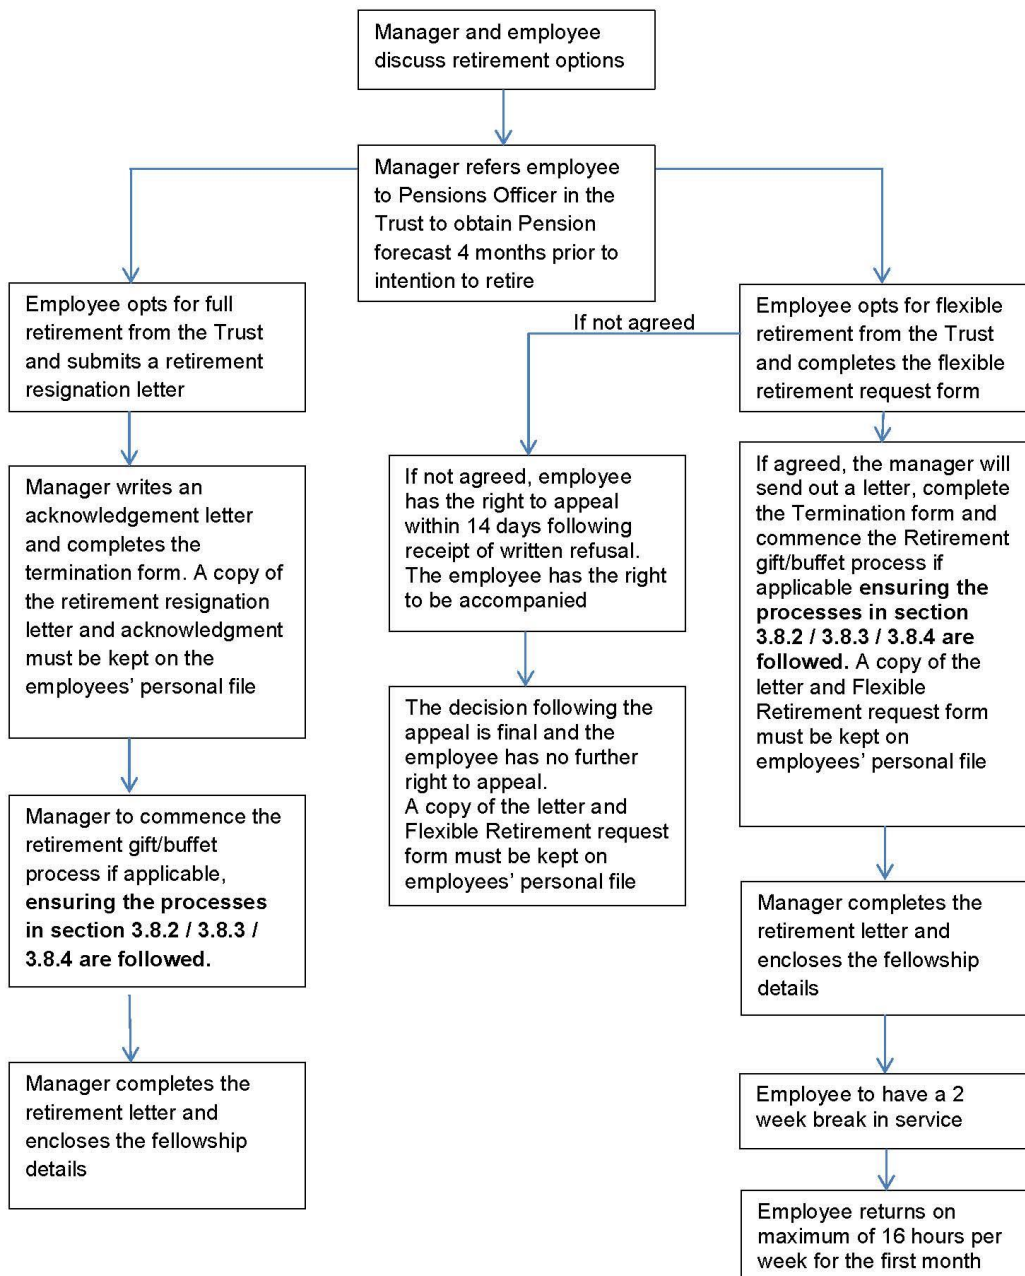 Manager and employee
discuss retirement options
Manager refers employee
to Pensions Officer in the
Trust to obtain Pension
forecast 4 months prior to
intention to retire
Employee opts for full
retirement from the Trust
and submits a retirement
resignation letter
Manager writes an
acknowledgement letter
and completes the
termination form. A copy of
the retirement resignation
letter and acknowledgment
must be kept on the
employees’ personal file
Manager to commence the
retirement gift/buffet
process if applicable,
ensuring the processes
in section 3.8.2 / 3.8.3 /
3.8.4 are followed.
Manager completes the
retirement letter and
encloses the fellowship
details
If not agreed
If not agreed, employee
has the right to appeal
within 14 days following
receipt of written refusal.
The employee has the right
to be accompanied
The decision following the
appeal is final and the
employee has no further
right to appeal.
A copy of the letter and
Flexible Retirement request
form must be kept on
employees’ personal file
Employee opts for flexible
retirement from the Trust
and completes the flexible
retirement request form
If agreed, the manager will
send out a letter, complete
the Termination form and
commence the Retirement
gift/buffet process if
applicable ensuring the
processes in section
3.8.2 / 3.8.3 / 3.8.4 are
followed. A copy of the
letter and Flexible
Retirement request form
must be kept on
employees’ personal file
Manager completes the
retirement letter and
encloses the fellowship
details
Employee to have a 2
week break in service
Employee returns on
maximum of 16 hours per
week for the first month